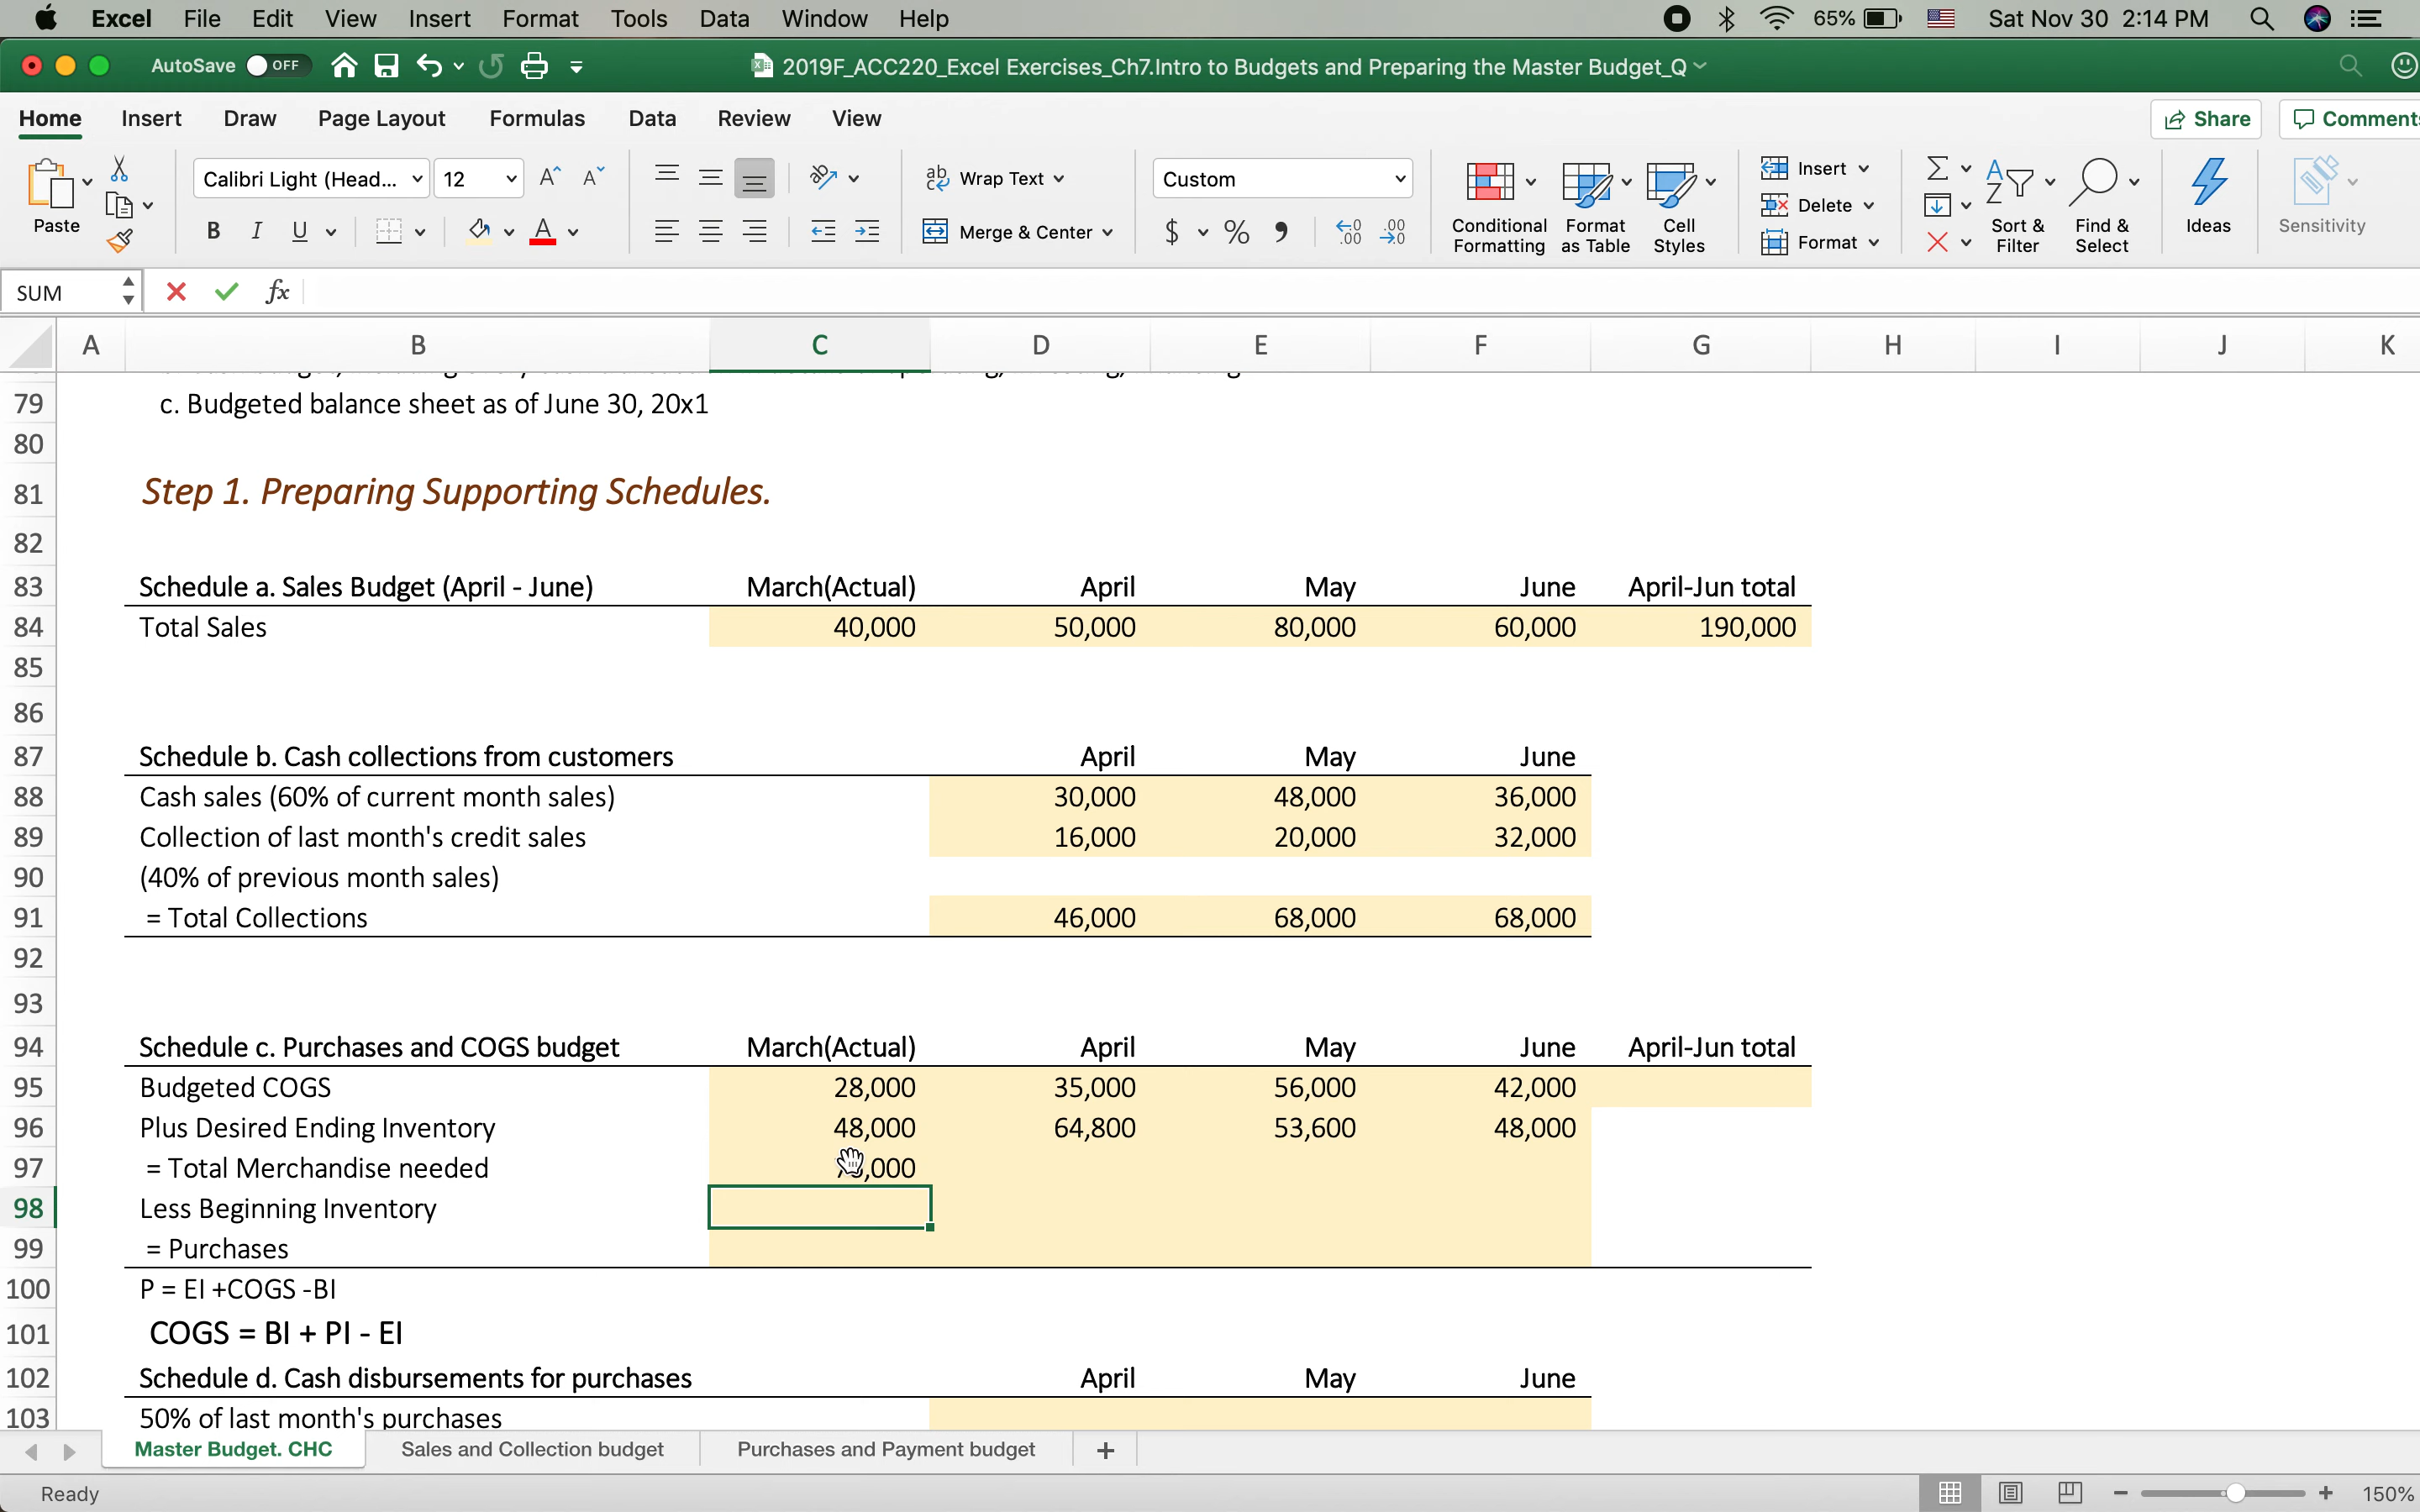 Excel File Edit View Insert Format Tools Data Window Help 65% Sat Nov 30 2:14 PM
AutoSave OFF 2019F_ACC220_Excel Exercises_Ch7.Intro to Budgets and Preparing the Master Budget_Q
Home Insert Draw Page Layout Formulas Data Review View Share Comments
Paste Calibri Light (Head... 12 Wrap Text Custom Insert
B I U Merge & Center $ % Conditional Formatting Format as Table Cell Styles Delete Format Sort & Filter Find & Select Ideas Sensitivity
SUM fx
A B C D E F G H I J K
79 c. Budgeted balance sheet as of June 30, 20x1
80
81 Step 1. Preparing Supporting Schedules.
82
83 Schedule a. Sales Budget (April - June) March(Actual) April May June April-Jun total
84 Total Sales 40,000 50,000 80,000 60,000 190,000
85
86
87 Schedule b. Cash collections from customers April May June
88 Cash sales (60% of current month sales) 30,000 48,000 36,000
89 Collection of last month's credit sales 16,000 20,000 32,000
90 (40% of previous month sales)
91 = Total Collections 46,000 68,000 68,000
92
93
94 Schedule c. Purchases and COGS budget March(Actual) April May June April-Jun total
95 Budgeted COGS 28,000 35,000 56,000 42,000
96 Plus Desired Ending Inventory 48,000 64,800 53,600 48,000
97 = Total Merchandise needed
98 Less Beginning Inventory
99 = Purchases
100 P = EI +COGS -BI
101 COGS = BI + PI - EI
102 Schedule d. Cash disbursements for purchases April May June
103 50% of last month's purchases
Master Budget. CHC Sales and Collection budget Purchases and Payment budget +
Ready 150%